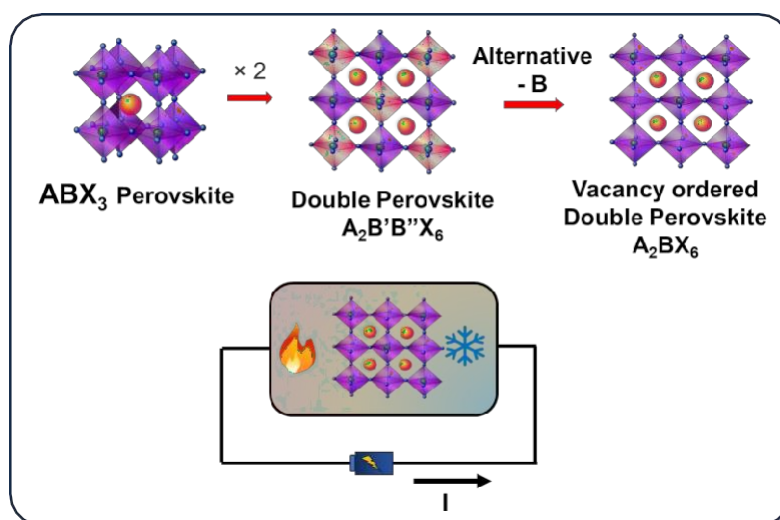 ABX₃ Perovskite
× 2
Double Perovskite
A₂B’B”X₆
Alternative
- B
Vacancy ordered
Double Perovskite
A₂BX₆
I